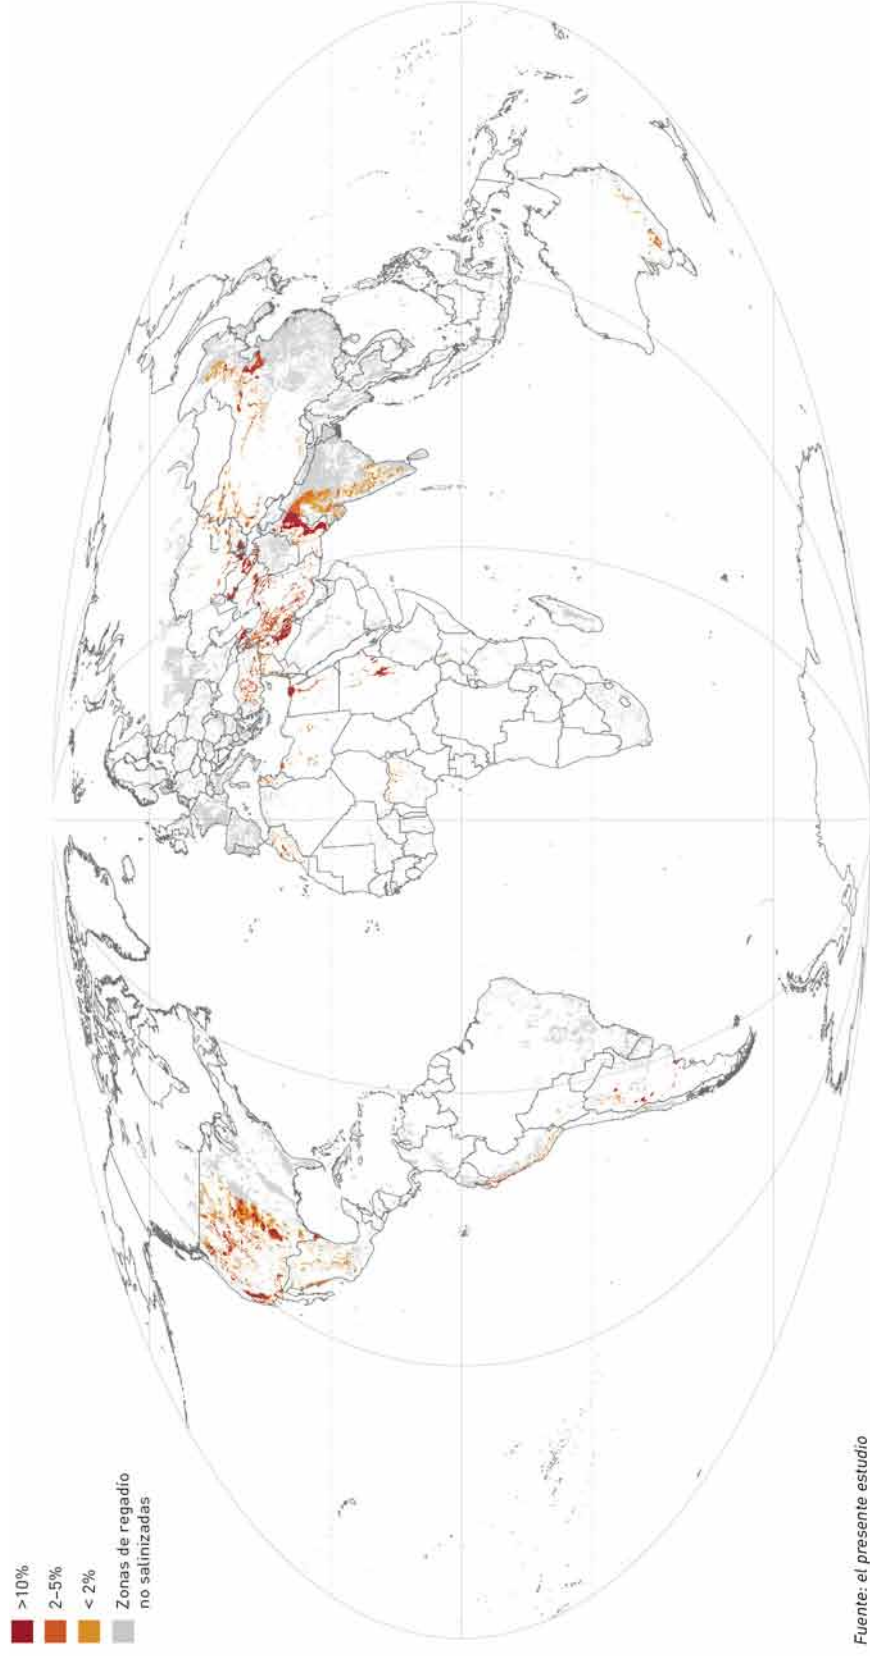 >10%
2–5%
< 2%
Zonas de regadío
no salinizadas
Fuente: el presente estudio